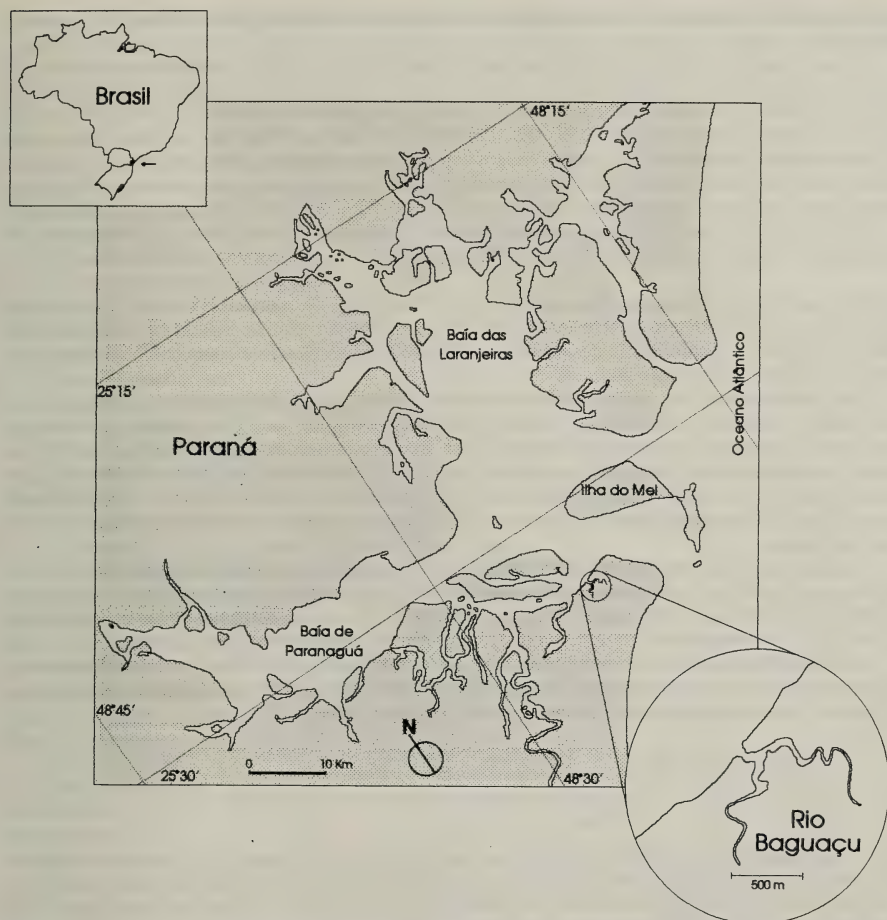 Brasil
48°15′
Baía das
Laranjeiras
Oceano Atlântico
25°15′
Paraná
Ilha do Mel
Baía de
Paranaguá
48°45′
N
25°30′
0
10 Km
48°30′
Rio
Baguaçu
500 m